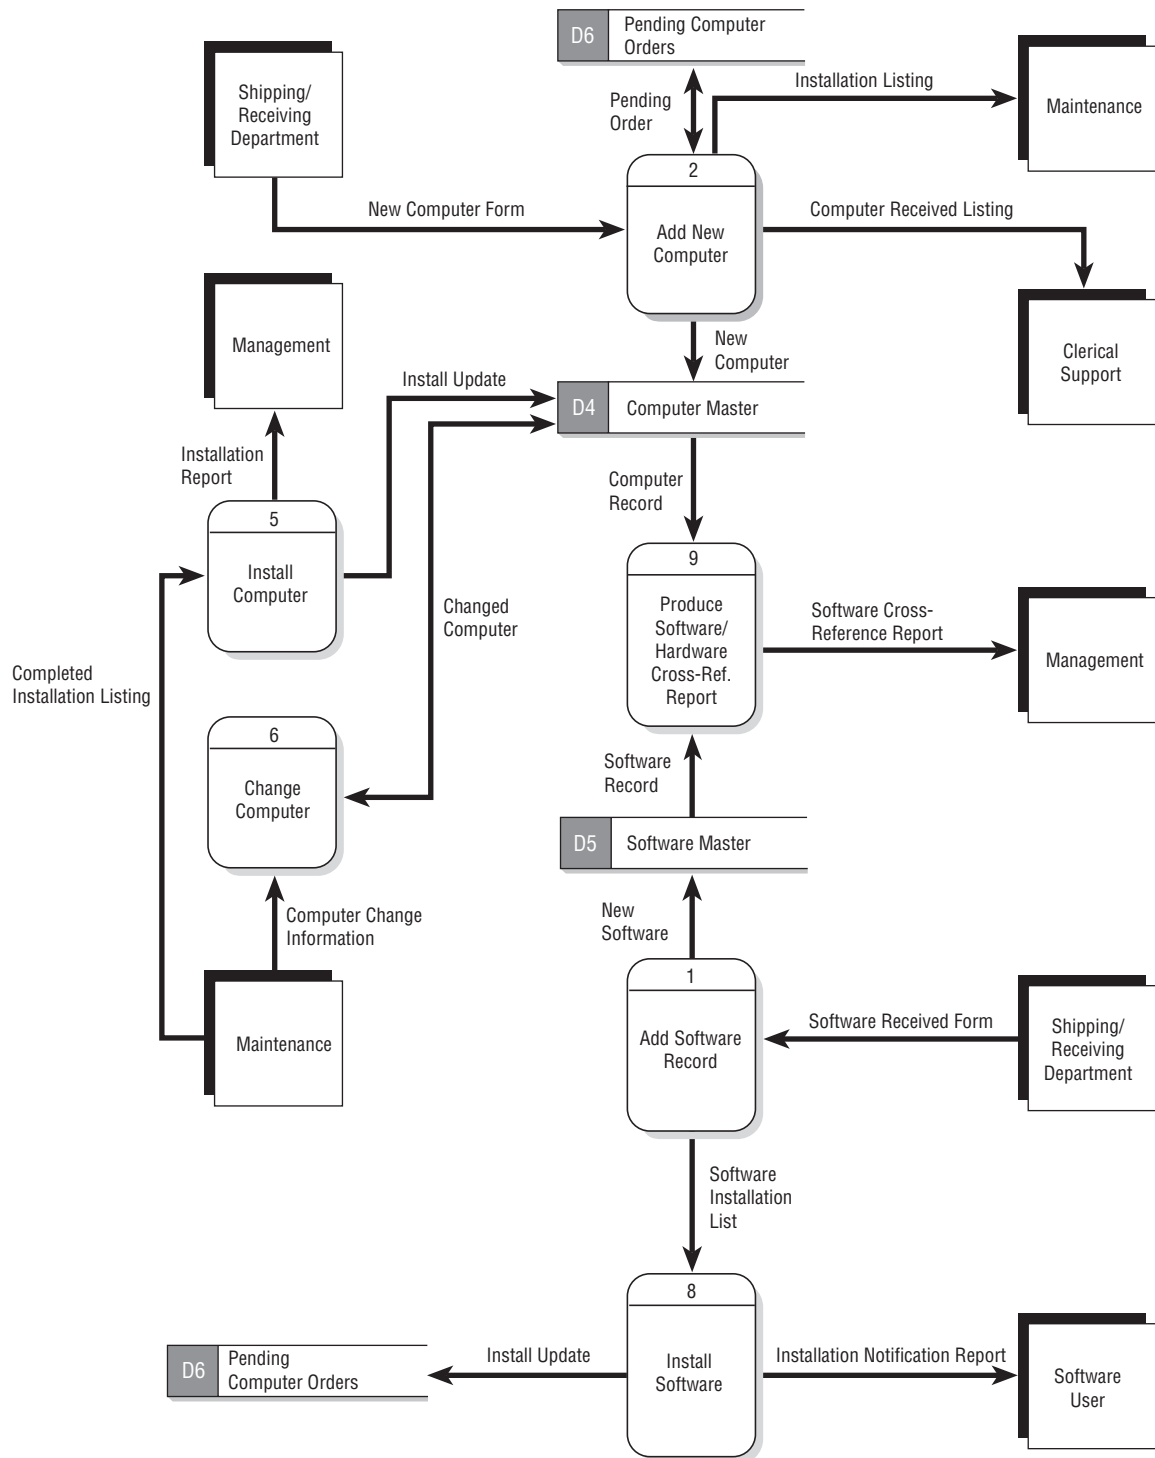 D6
Pending Computer
Orders
Shipping/
Receiving
Department
Pending
Order
Installation Listing
Maintenance
2
Add New
Computer
New Computer Form
Computer Received Listing
Management
New
Computer
Clerical
Support
Install Update
D4
Computer Master
Installation
Report
Computer
Record
5
Install
Computer
9
Produce
Software/
Hardware
Cross-Ref.
Report
Changed
Computer
Software Cross-
Reference Report
Management
Completed
Installation Listing
6
Change
Computer
Software
Record
D5
Software Master
Computer Change
Information
New
Software
Maintenance
1
Add Software
Record
Software Received Form
Shipping/
Receiving
Department
Software
Installation
List
8
Install
Software
D6
Pending
Computer Orders
Install Update
Installation Notification Report
Software
User